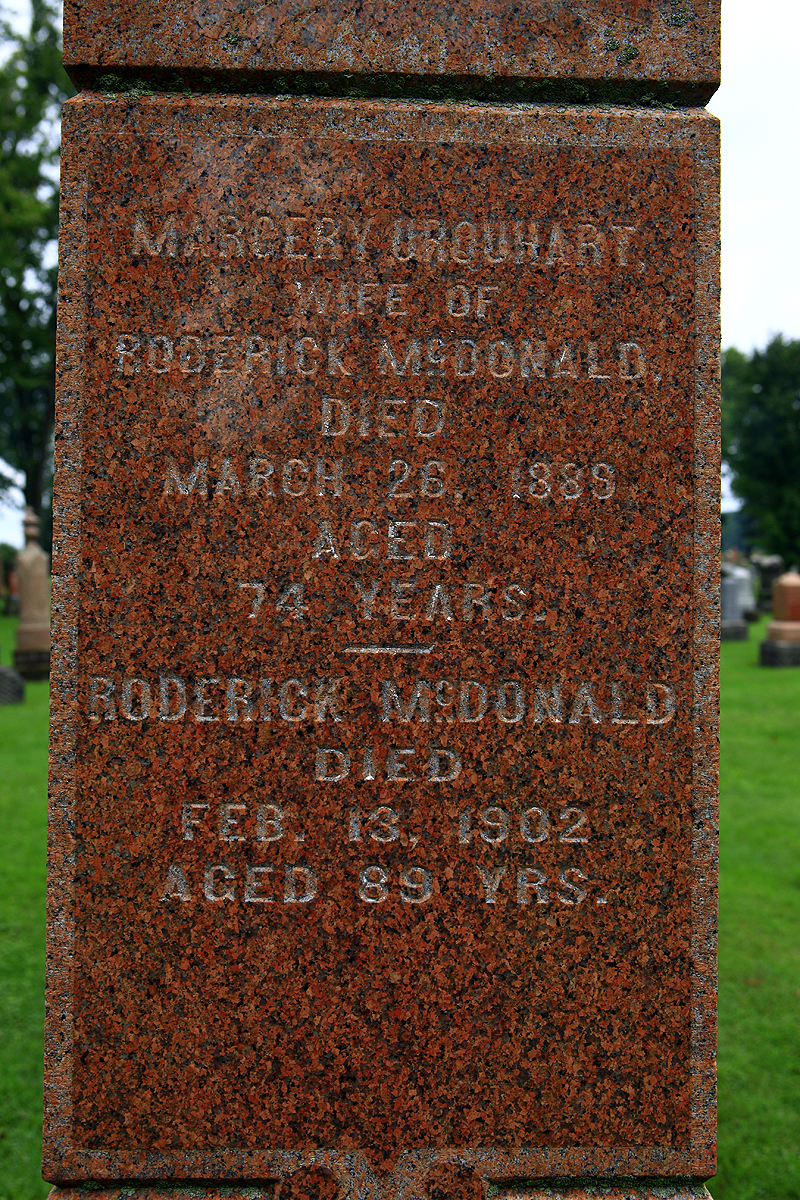 MARGERY URQUHART,
WIFE OF
RODERICK McDONALD,
DIED
MARCH 26, 1889
AGED
74 YEARS.
RODERICK McDONALD
DIED
FEB. 13, 1902
AGED 89 YRS.